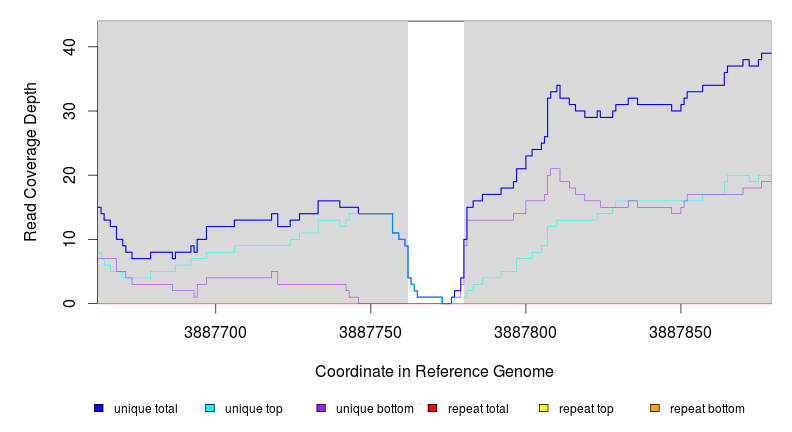 40
30
20
10
0
Read Coverage Depth
3887700 3887750 3887800 3887850
Coordinate in Reference Genome
unique total unique top unique bottom repeat total repeat top repeat bottom